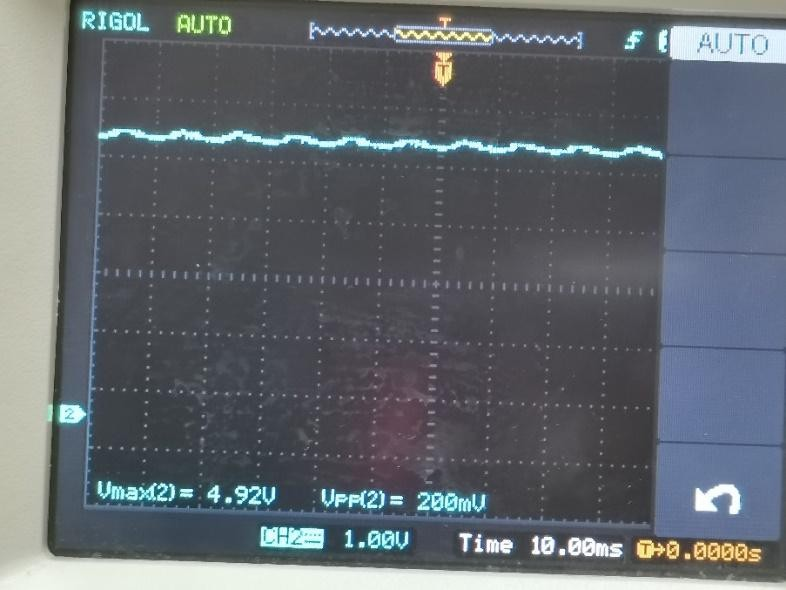 RIGOL AUTO
T
AUTO
T
2
Vmax(2)= 4.92V Vpp(2)= 200mV
CH2 1.00V Time 10.00ms T→0.0000s